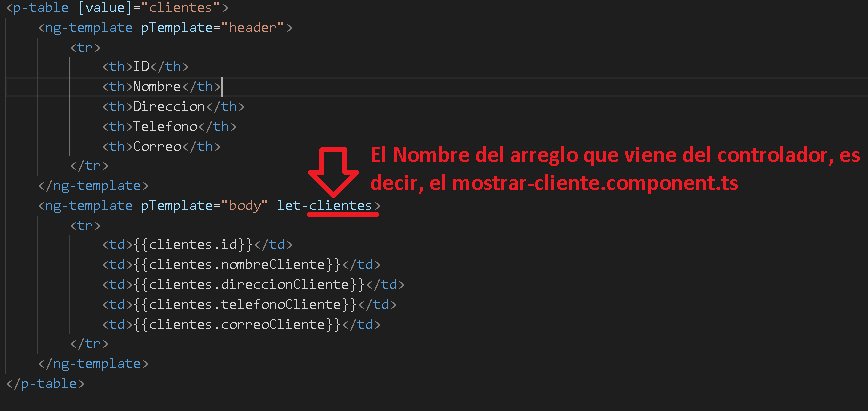 <p-table [value]="clientes">
<ng-template pTemplate="header">
<tr>
<th>ID</th>
<th>Nombre</th>
<th>Direccion</th>
<th>Telefono</th>
<th>Correo</th>
</tr>
</ng-template>
El Nombre del arreglo que viene del controlador, es
decir, el mostrar-cliente.component.ts
<ng-template pTemplate="body" let-clientes>
<tr>
<td>{{clientes.id}}</td>
<td>{{clientes.nombreCliente}}</td>
<td>{{clientes.direccionCliente}}</td>
<td>{{clientes.telefonoCliente}}</td>
<td>{{clientes.correoCliente}}</td>
</tr>
</ng-template>
</p-table>